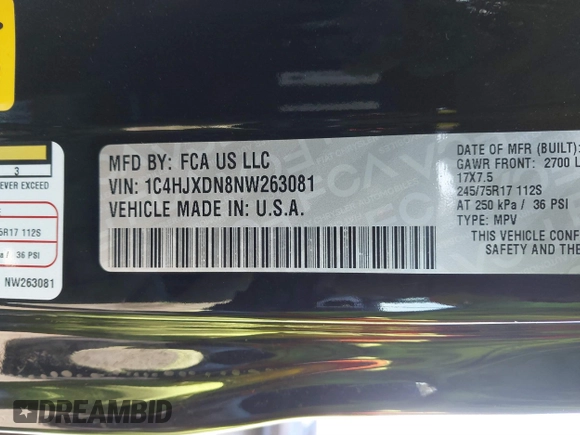 3
EVER EXCEED
5R17 112S
a / 36 PSI
NW263081
MFD BY: FCA US LLC
VIN: 1C4HJXDN8NW263081
VEHICLE MADE IN: U.S.A.
DATE OF MFR (BUILT):
GAWR FRONT: 2700 L
17X7.5
245/75R17 112S
AT 250 kPa / 36 PSI
TYPE: MPV
THIS VEHICLE CONF
SAFETY AND THE
DREAMBID